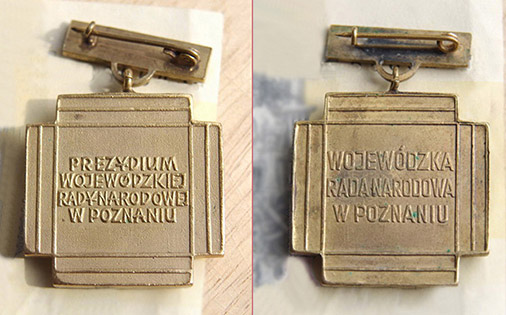 PREZYDIUM
WOJEWÓDZKIEJ
RADY·NARODOWEJ
W POZNANIU
WOJEWÓDZKA
RADA NARODOWA
W POZNANIU